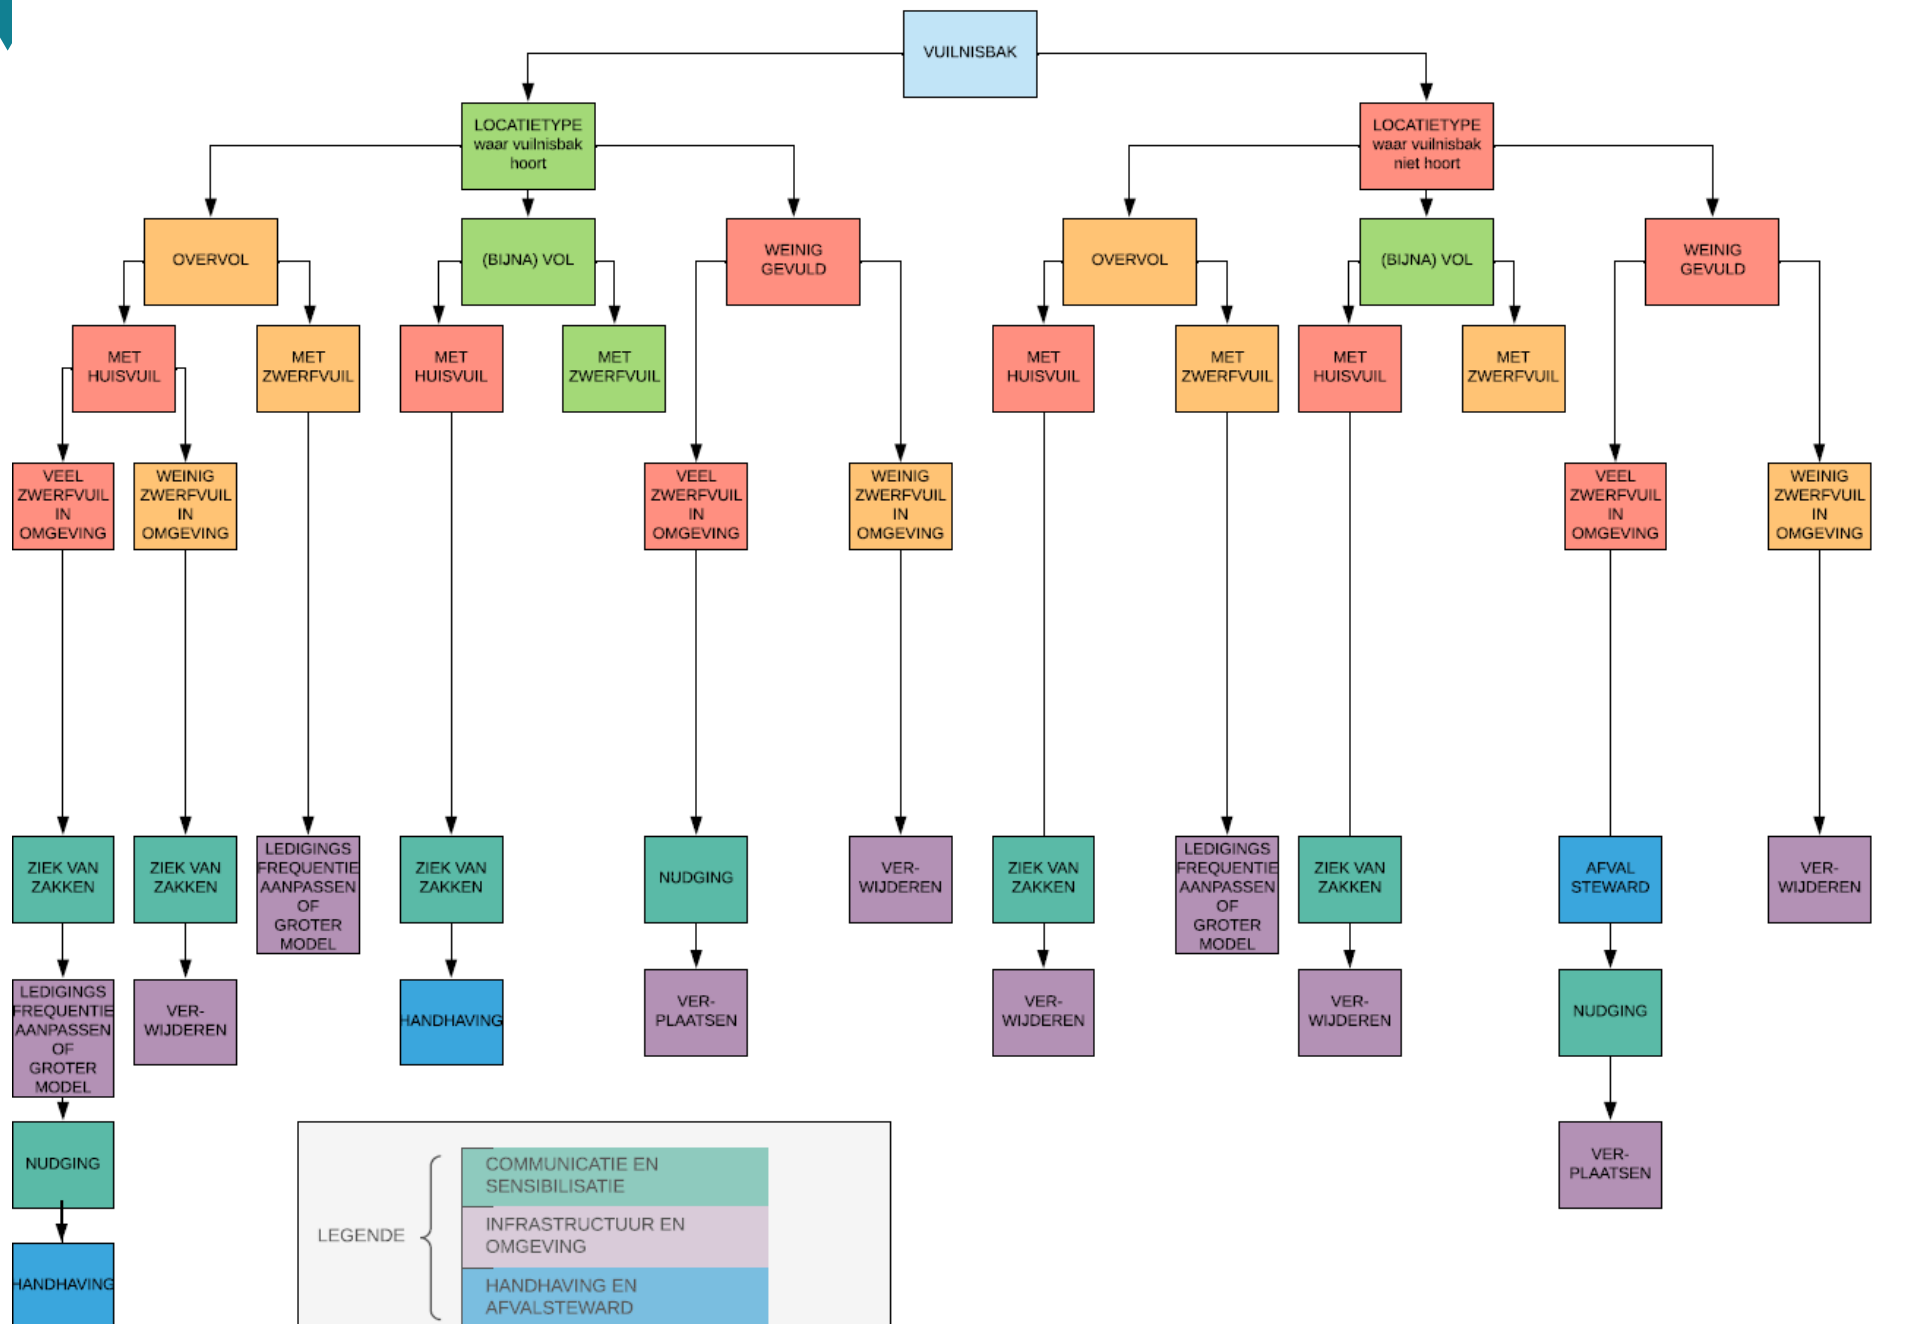 VUILNISBAK
LOCATIETYPE
waar vuilnisbak
hoort
LOCATIETYPE
waar vuilnisbak
niet hoort
OVERVOL
(BIJNA) VOL
WEINIG
GEVULD
OVERVOL
(BIJNA) VOL
WEINIG
GEVULD
MET
HUISVUIL
MET
ZWERFVUIL
MET
HUISVUIL
MET
ZWERFVUIL
MET
HUISVUIL
MET
ZWERFVUIL
MET
HUISVUIL
MET
ZWERFVUIL
VEEL
ZWERFVUIL
IN
OMGEVING
WEINIG
ZWERFVUIL
IN
OMGEVING
VEEL
ZWERFVUIL
IN
OMGEVING
WEINIG
ZWERFVUIL
IN
OMGEVING
VEEL
ZWERFVUIL
IN
OMGEVING
WEINIG
ZWERFVUIL
IN
OMGEVING
ZIEK VAN
ZAKKEN
ZIEK VAN
ZAKKEN
LEDIGINGS
FREQUENTIE
AANPASSEN
OF
GROTER
MODEL
ZIEK VAN
ZAKKEN
NUDGING
VER-
WIJDEREN
ZIEK VAN
ZAKKEN
LEDIGINGS
FREQUENTIE
AANPASSEN
OF
GROTER
MODEL
ZIEK VAN
ZAKKEN
AFVAL
STEWARD
VER-
WIJDEREN
LEDIGINGS
FREQUENTIE
AANPASSEN
OF
GROTER
MODEL
VER-
WIJDEREN
HANDHAVING
VER-
PLAATSEN
VER-
WIJDEREN
VER-
WIJDEREN
NUDGING
NUDGING
VER-
PLAATSEN
HANDHAVING
LEGENDE
COMMUNICATIE EN
SENSIBILISATIE
INFRASTRUCTUUR EN
OMGEVING
HANDHAVING EN
AFVALSTEWARD